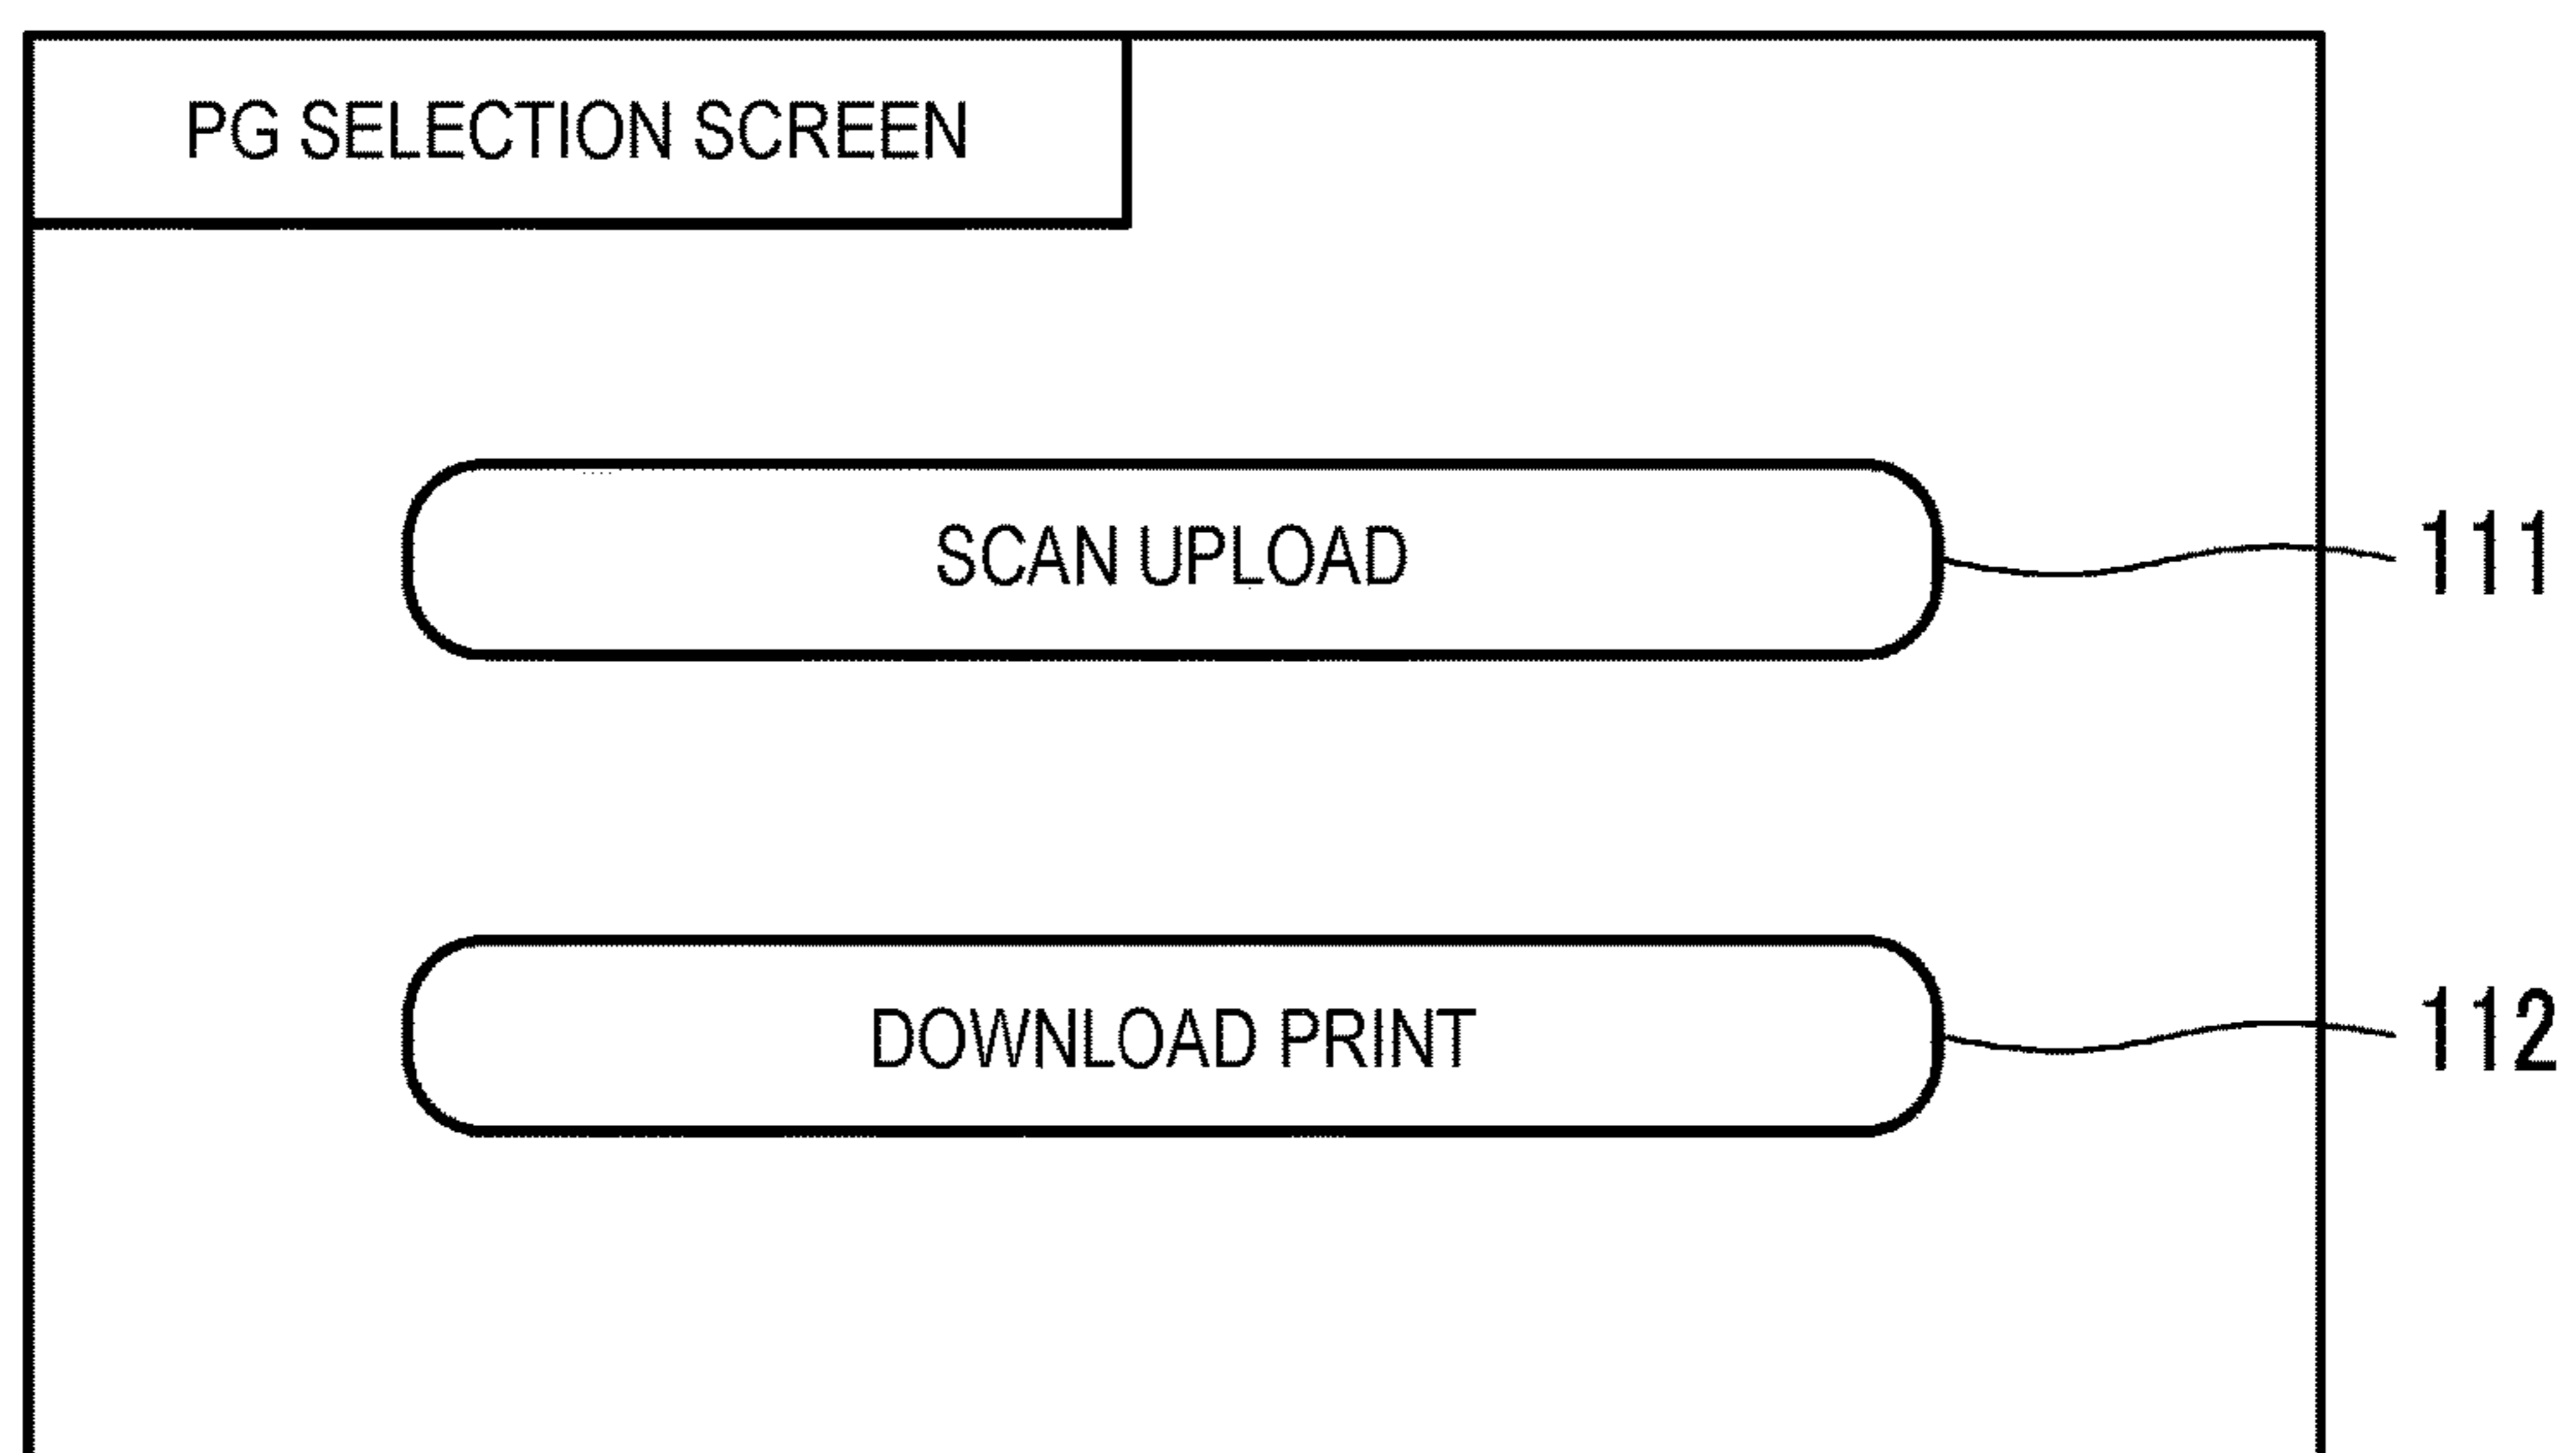 PG SELECTION SCREEN
SCAN UPLOAD
111
DOWNLOAD PRINT
112